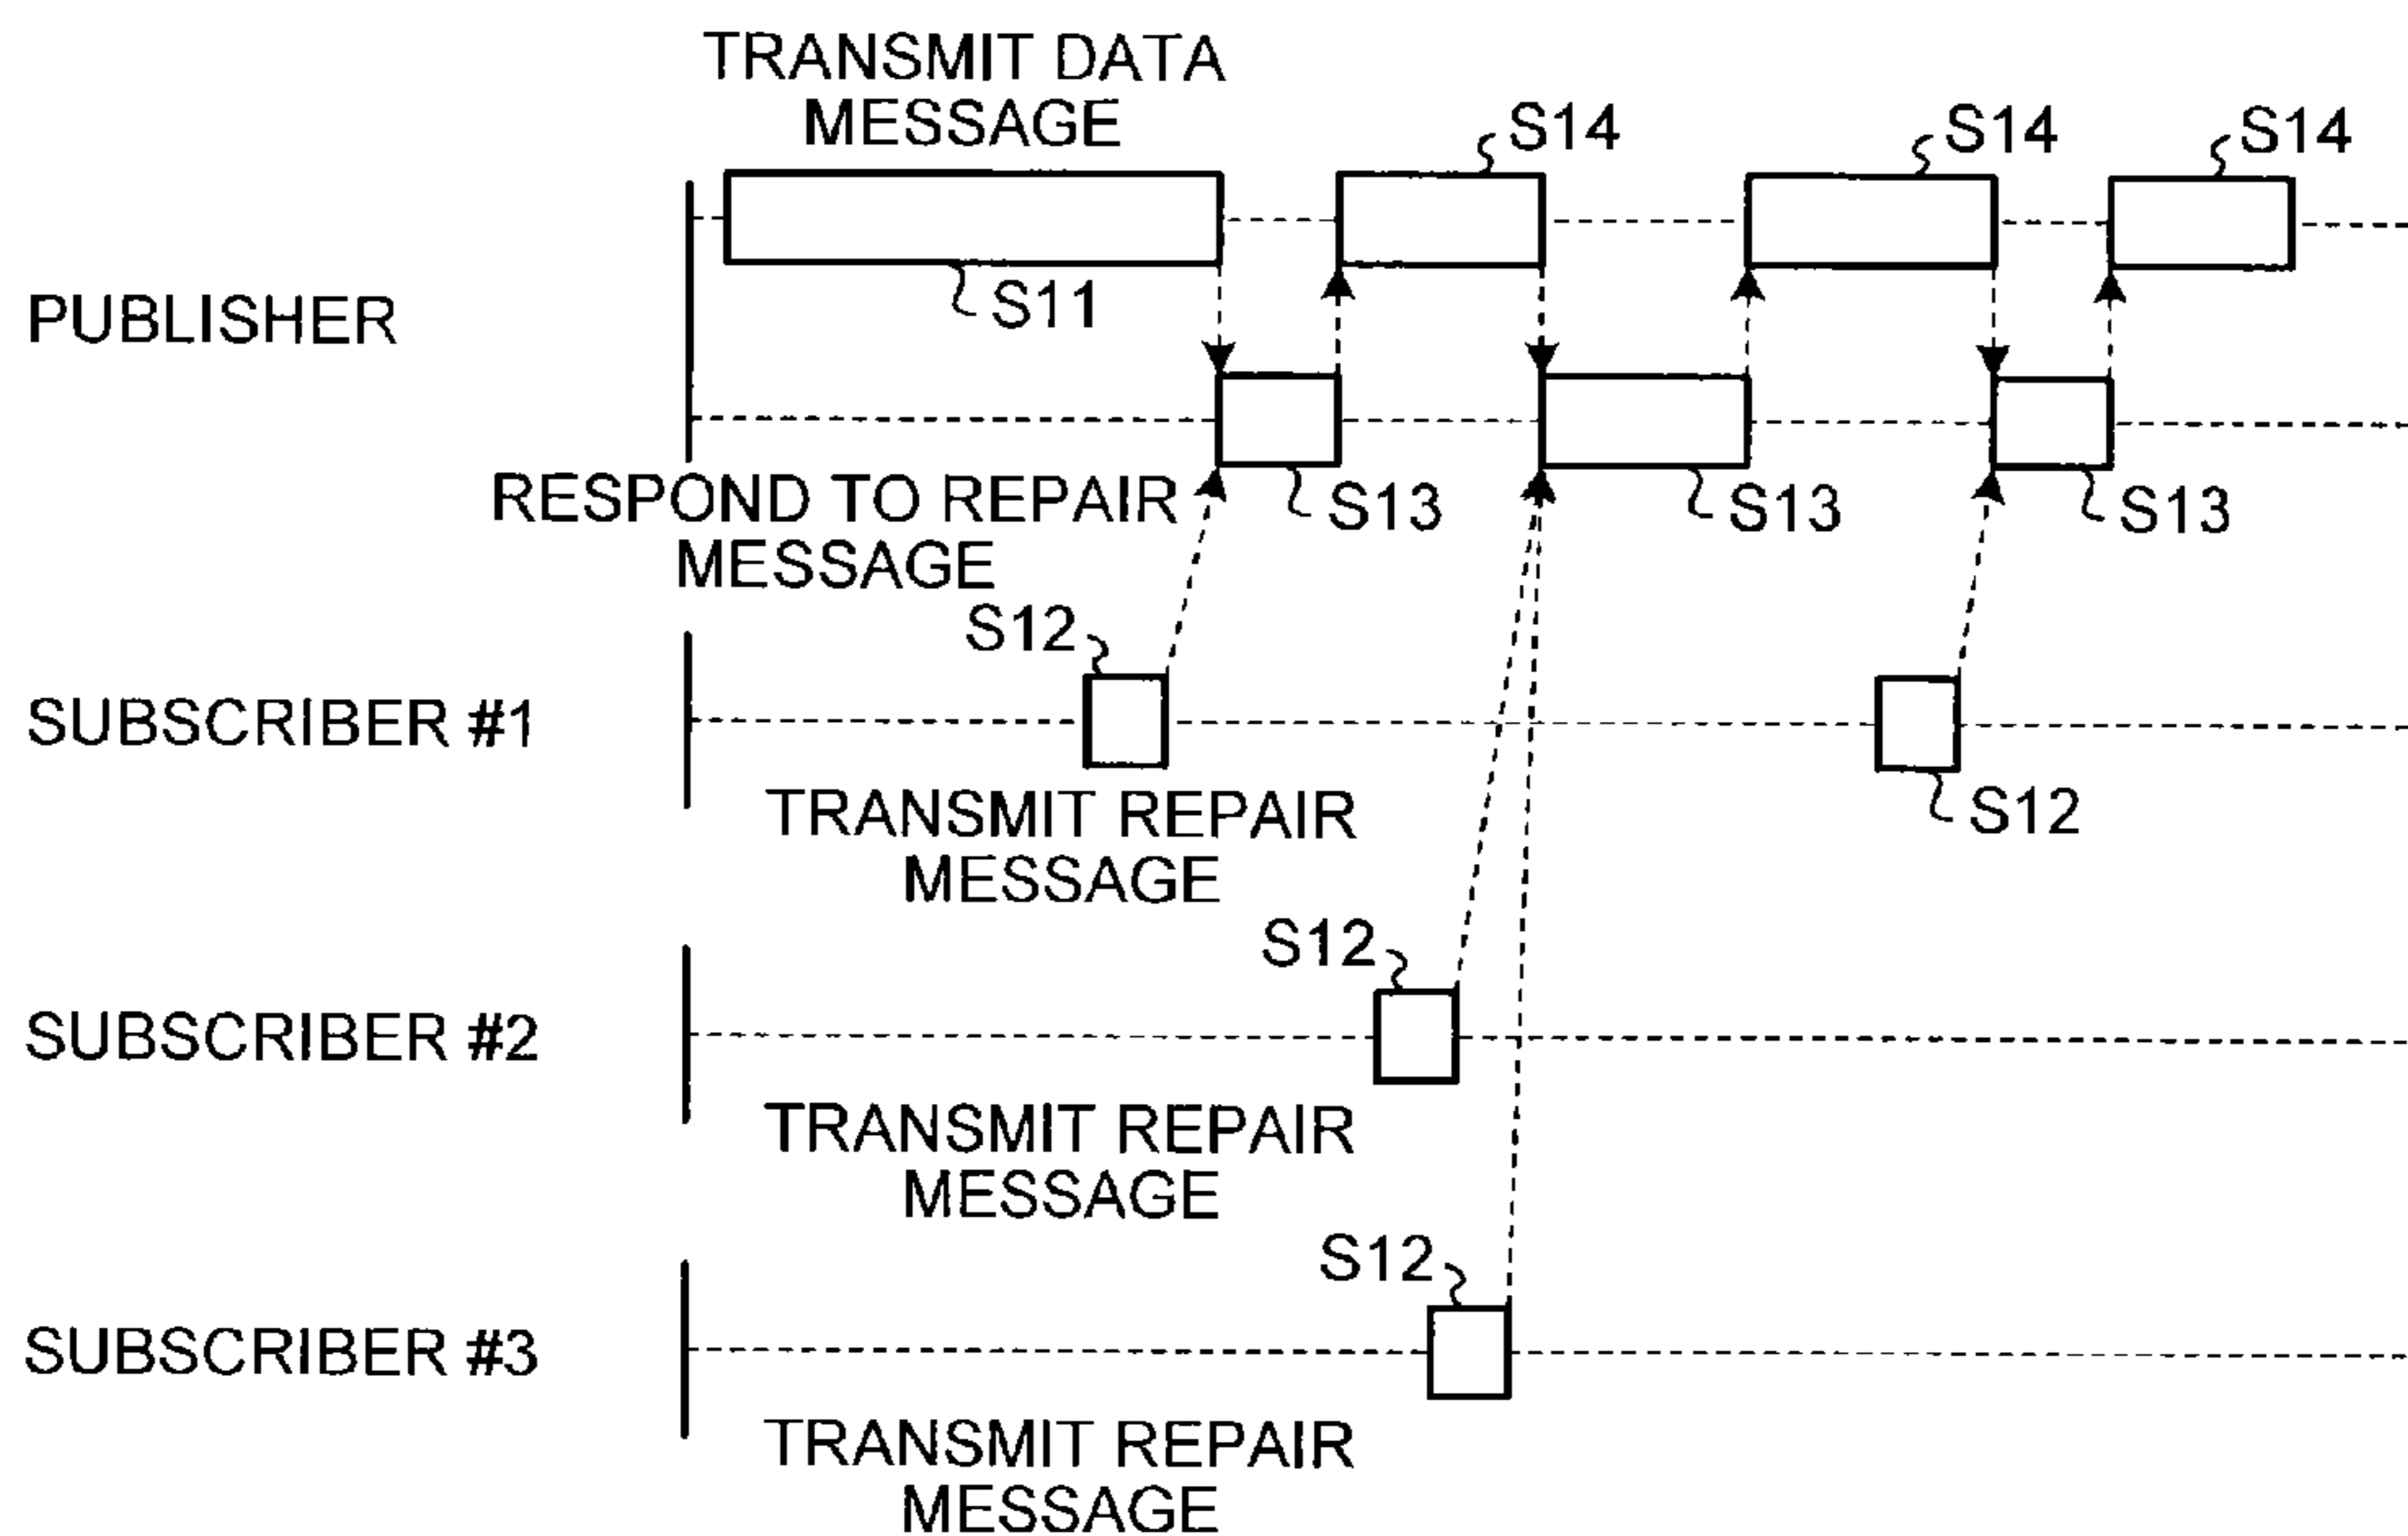 TRANSMIT DATA
MESSAGE
S14
S14
S14
S11
PUBLISHER
RESPOND TO REPAIR
MESSAGE
S13
S13
S13
S12
SUBSCRIBER #1
S12
TRANSMIT REPAIR
MESSAGE
S12
SUBSCRIBER #2
TRANSMIT REPAIR
MESSAGE
S12
SUBSCRIBER #3
TRANSMIT REPAIR
MESSAGE